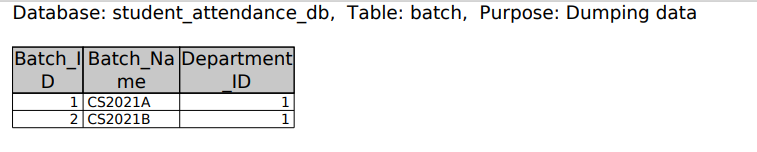 Database: student_attendance_db, Table: batch, Purpose: Dumping data
Batch_I Batch_Na Department
D me _ID
1 CS2021A 1
2 CS2021B 1